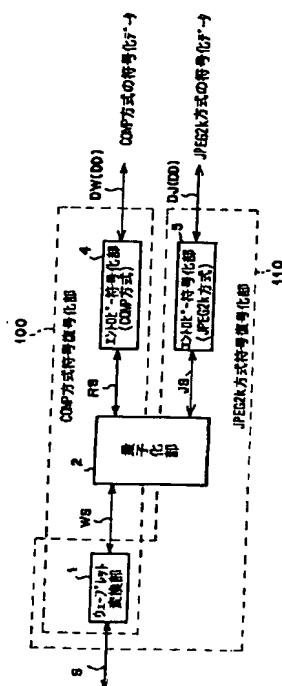 100
COMP方式符号復号化部
S
1
ウェーブレット
変換部
WS
2
量子化部
RS
4
エントロピー符号化部
(COMP方式)
DW(DD)
COMP方式の符号化データ
JS
5
エントロピー符号化部
(JPEG2k方式)
DJ(DD)
JPEG2k方式の符号化データ
JPEG2k方式符号復号化部
110